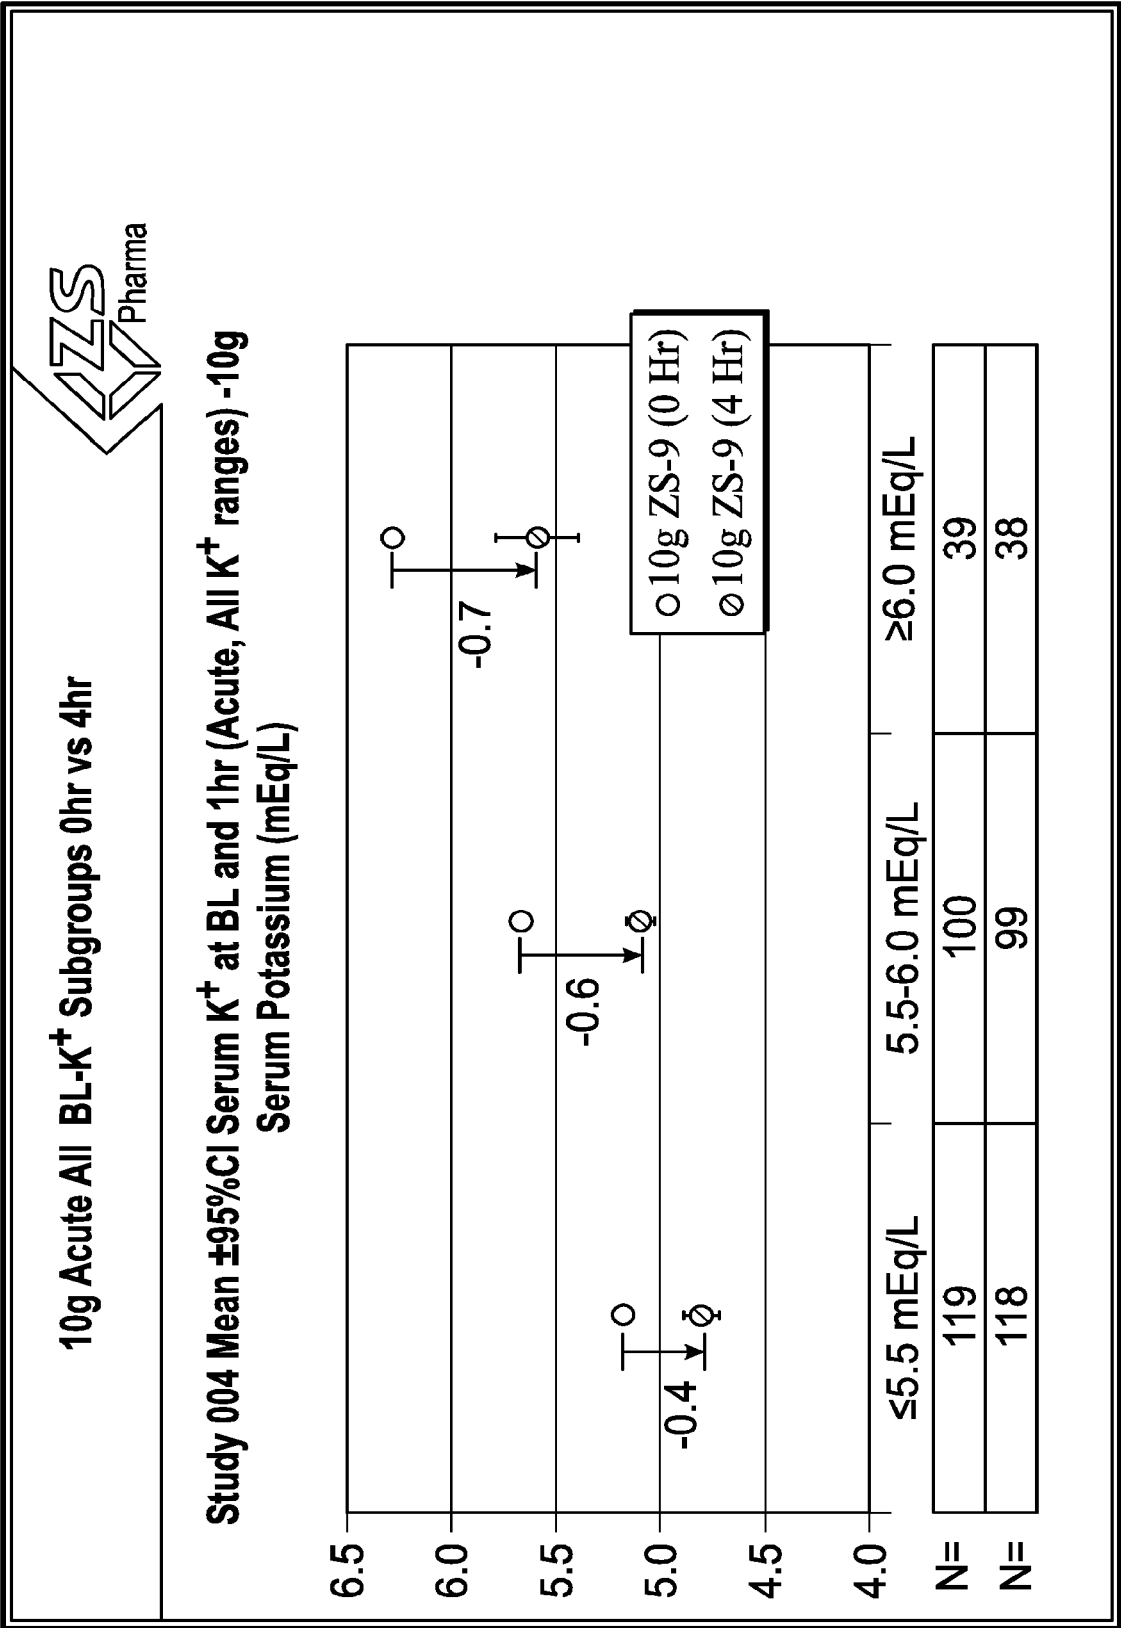 10g Acute All BL-K⁺ Subgroups 0hr vs 4hr
ZS
Pharma
Study 004 Mean ±95%CI Serum K⁺ at BL and 1hr (Acute, All K⁺ ranges) -10g
Serum Potassium (mEq/L)
6.5
6.0
5.5
5.0
4.5
4.0
-0.4
-0.6
-0.7
10g ZS-9 (0 Hr)
10g ZS-9 (4 Hr)
≤5.5 mEq/L 5.5-6.0 mEq/L ≥6.0 mEq/L
N= 119 100 39
N= 118 99 38